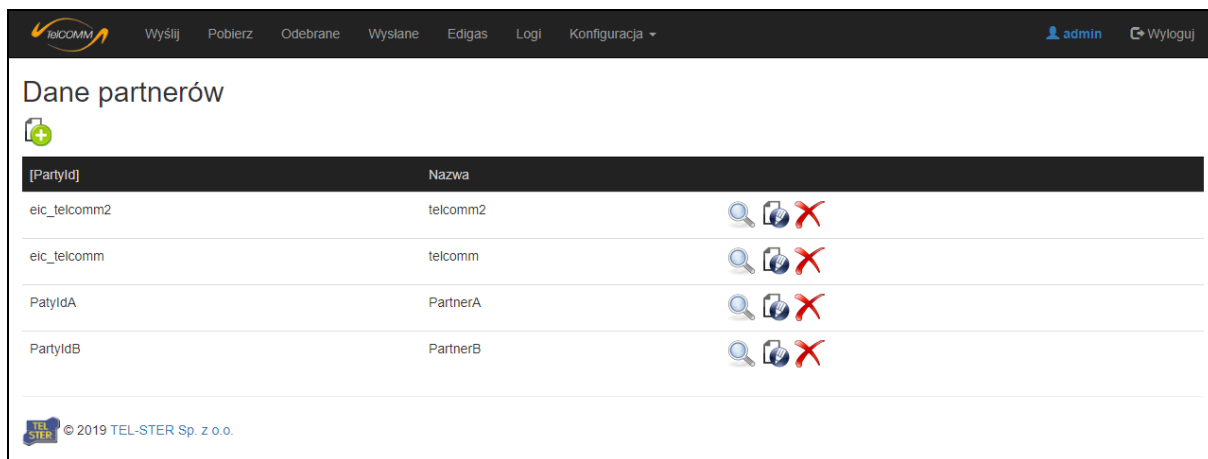 TelCOMM Wyślij Pobierz Odebrane Wysłane Edigas Logi Konfiguracja admin Wyloguj
Dane partnerów
[PartyId] Nazwa
eic_telcomm2 telcomm2
eic_telcomm telcomm
PatyIdA PartnerA
PartyIdB PartnerB
TEL STER © 2019 TEL-STER Sp. z o.o.